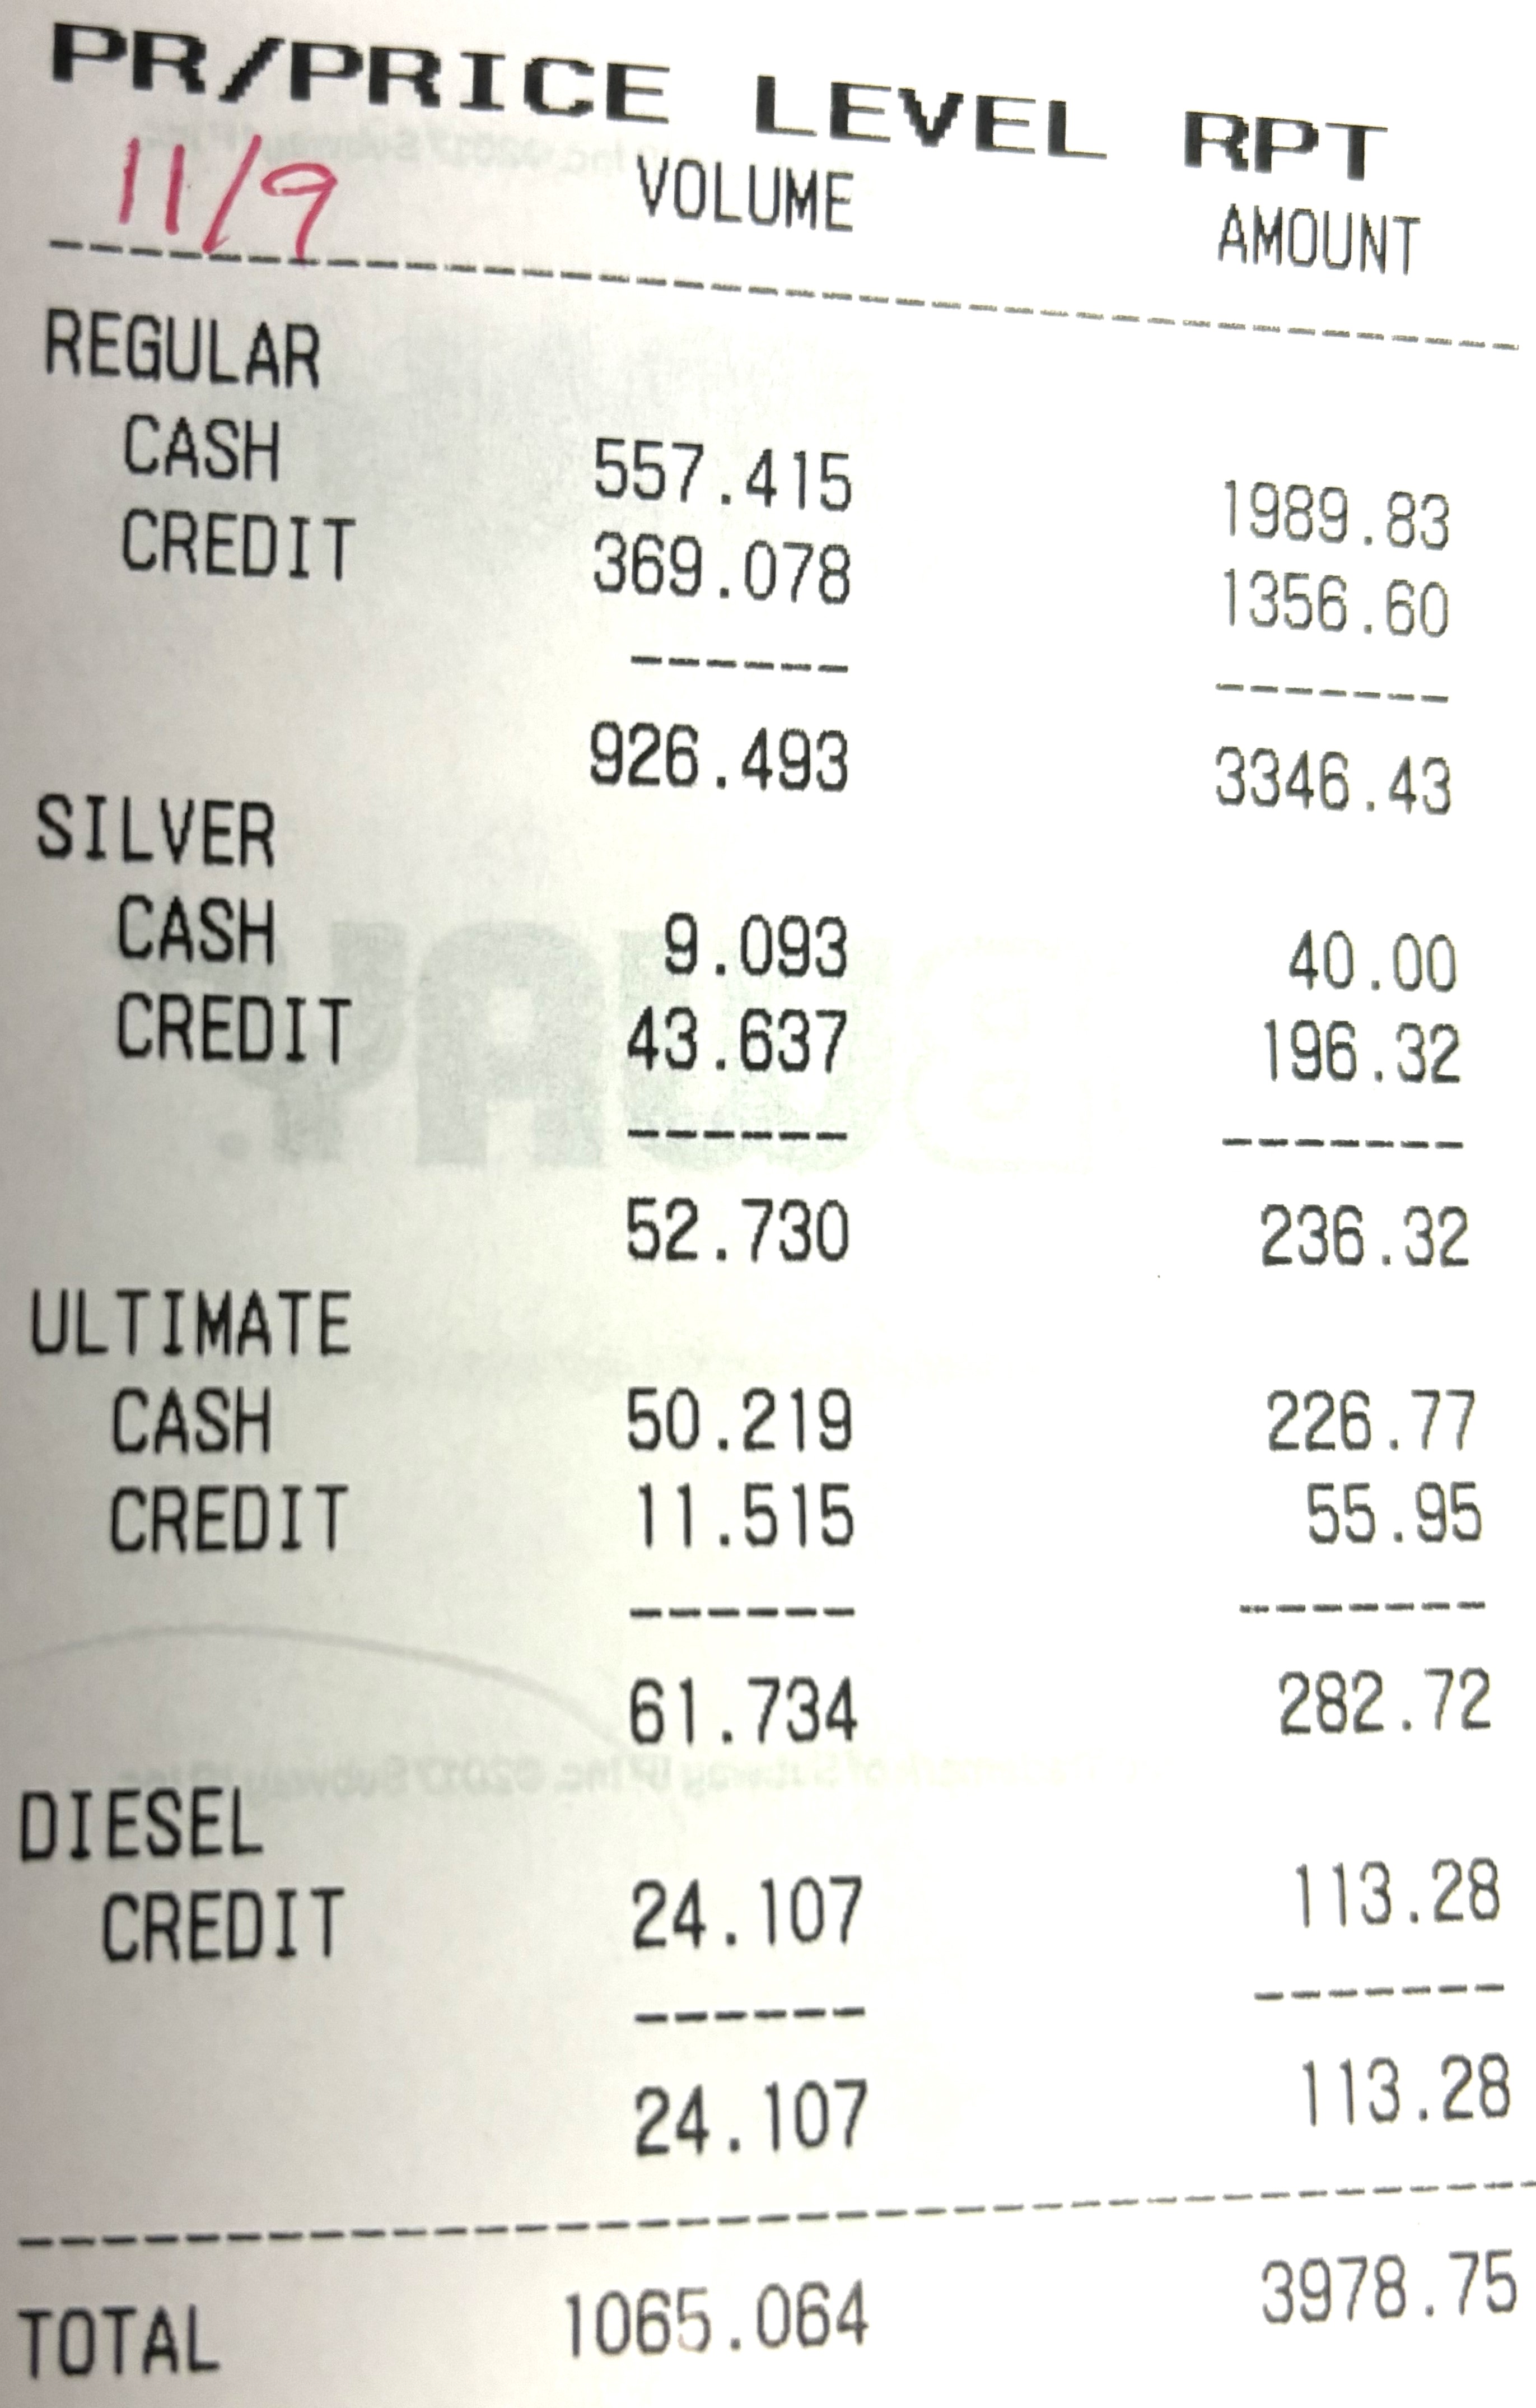 PR/PRICE LEVEL RPT
11/9 VOLUME AMOUNT
REGULAR
CASH 557.415 1989.83
CREDIT 369.078 1356.60
926.493 3346.43
SILVER
CASH 9.093 40.00
CREDIT 43.637 196.32
52.730 236.32
ULTIMATE
CASH 50.219 226.77
CREDIT 11.515 55.95
61.734 282.72
DIESEL
CREDIT 24.107 113.28
24.107 113.28
TOTAL 1065.064 3978.75